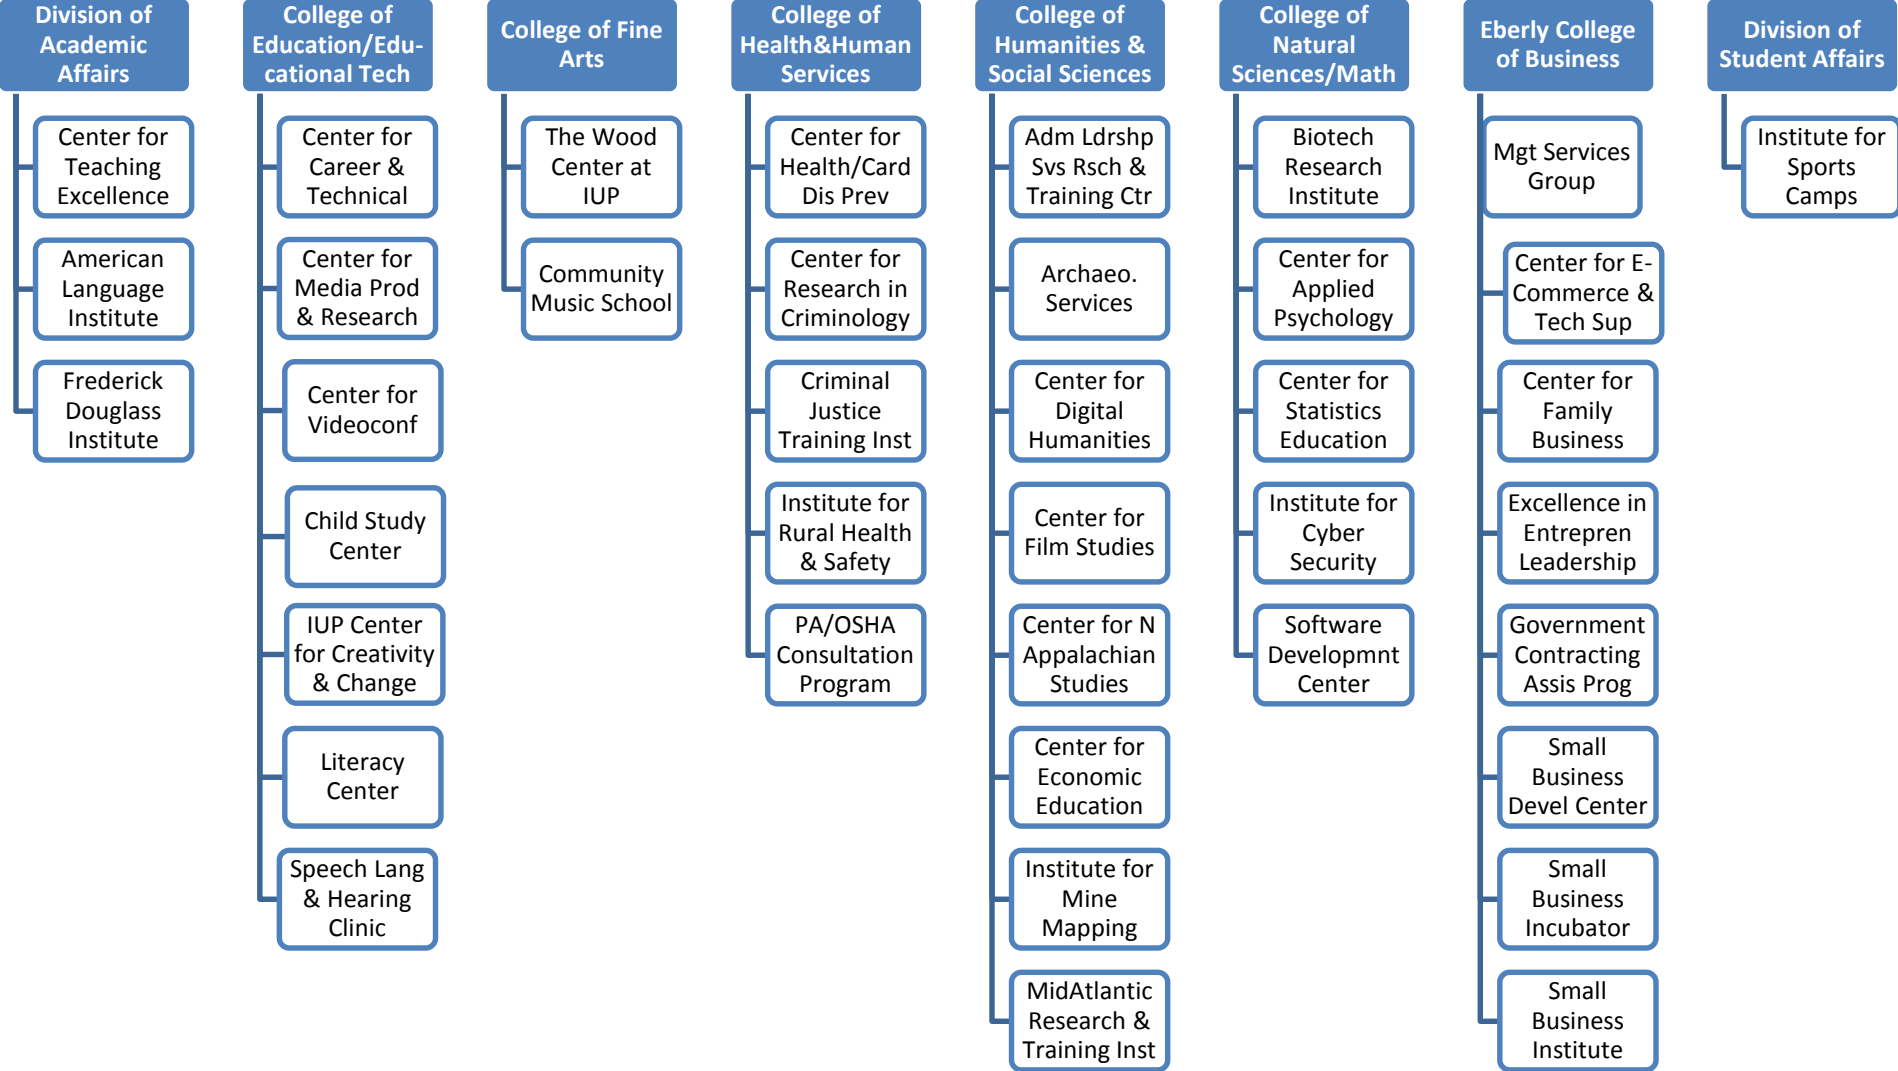 Division of
Academic
Affairs
Center for
Teaching
Excellence
American
Language
Institute
Frederick
Douglass
Institute
College of
Education/Edu-
cational Tech
Center for
Career &
Technical
Center for
Media Prod
& Research
Center for
Videoconf
Child Study
Center
IUP Center
for Creativity
& Change
Literacy
Center
Speech Lang
& Hearing
Clinic
College of Fine
Arts
The Wood
Center at
IUP
Community
Music School
College of
Health&Human
Services
Center for
Health/Card
Dis Prev
Center for
Research in
Criminology
Criminal
Justice
Training Inst
Institute for
Rural Health
& Safety
PA/OSHA
Consultation
Program
College of
Humanities &
Social Sciences
Adm Ldrshp
Svs Rsch &
Training Ctr
Archaeo.
Services
Center for
Digital
Humanities
Center for
Film Studies
Center for N
Appalachian
Studies
Center for
Economic
Education
Institute for
Mine
Mapping
MidAtlantic
Research &
Training Inst
College of
Natural
Sciences/Math
Biotech
Research
Institute
Center for
Applied
Psychology
Center for
Statistics
Education
Institute for
Cyber
Security
Software
Developmnt
Center
Eberly College
of Business
Mgt Services
Group
Center for E-
Commerce &
Tech Sup
Center for
Family
Business
Excellence in
Entrepren
Leadership
Government
Contracting
Assis Prog
Small
Business
Devel Center
Small
Business
Incubator
Small
Business
Institute
Division of
Student Affairs
Institute for
Sports
Camps